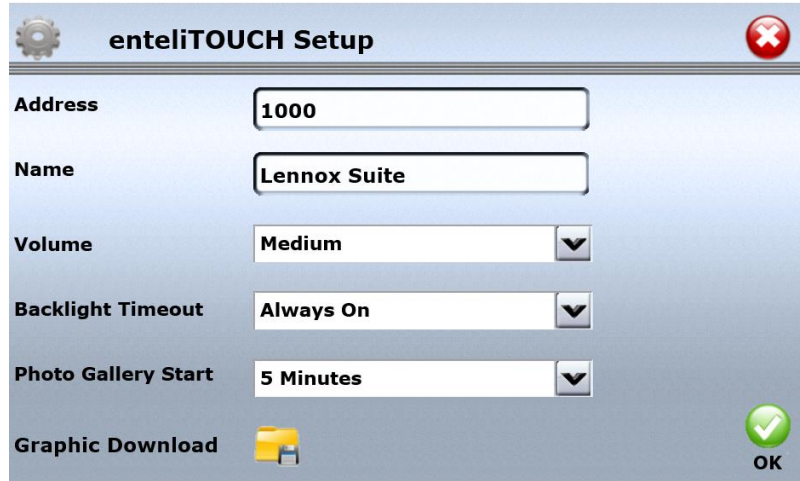 enteliTOUCH Setup
Address 1000
Name Lennox Suite
Volume Medium
Backlight Timeout Always On
Photo Gallery Start 5 Minutes
Graphic Download
OK